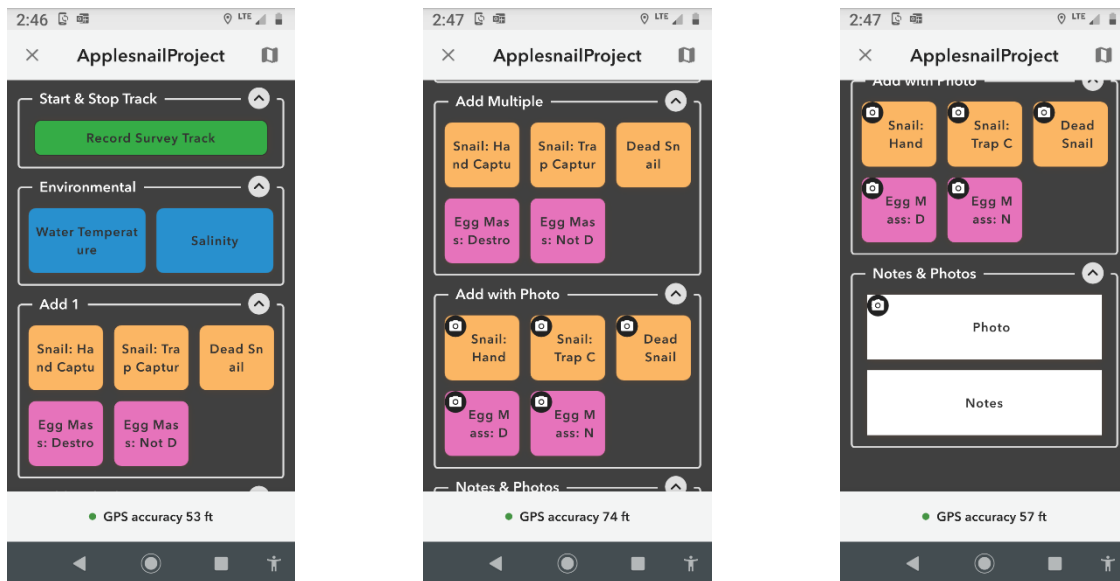 2:46
LTE
ApplesnailProject
Start & Stop Track
Record Survey Track
Environmental
Water Temperat
ure
Salinity
Add 1
Snail: Ha
nd Captu
Snail: Tra
p Captur
Dead Sn
ail
Egg Mas
s: Destro
Egg Mas
s: Not D
GPS accuracy 53 ft
2:47
LTE
ApplesnailProject
Add Multiple
Snail: Ha
nd Captu
Snail: Tra
p Captur
Dead Sn
ail
Egg Mas
s: Destro
Egg Mas
s: Not D
Add with Photo
Snail:
Hand
Snail:
Trap C
Dead
Snail
Egg M
ass: D
Egg M
ass: N
Notes & Photos
GPS accuracy 74 ft
2:47
LTE
ApplesnailProject
Add with Photo
Snail:
Hand
Snail:
Trap C
Dead
Snail
Egg M
ass: D
Egg M
ass: N
Notes & Photos
Photo
Notes
GPS accuracy 57 ft